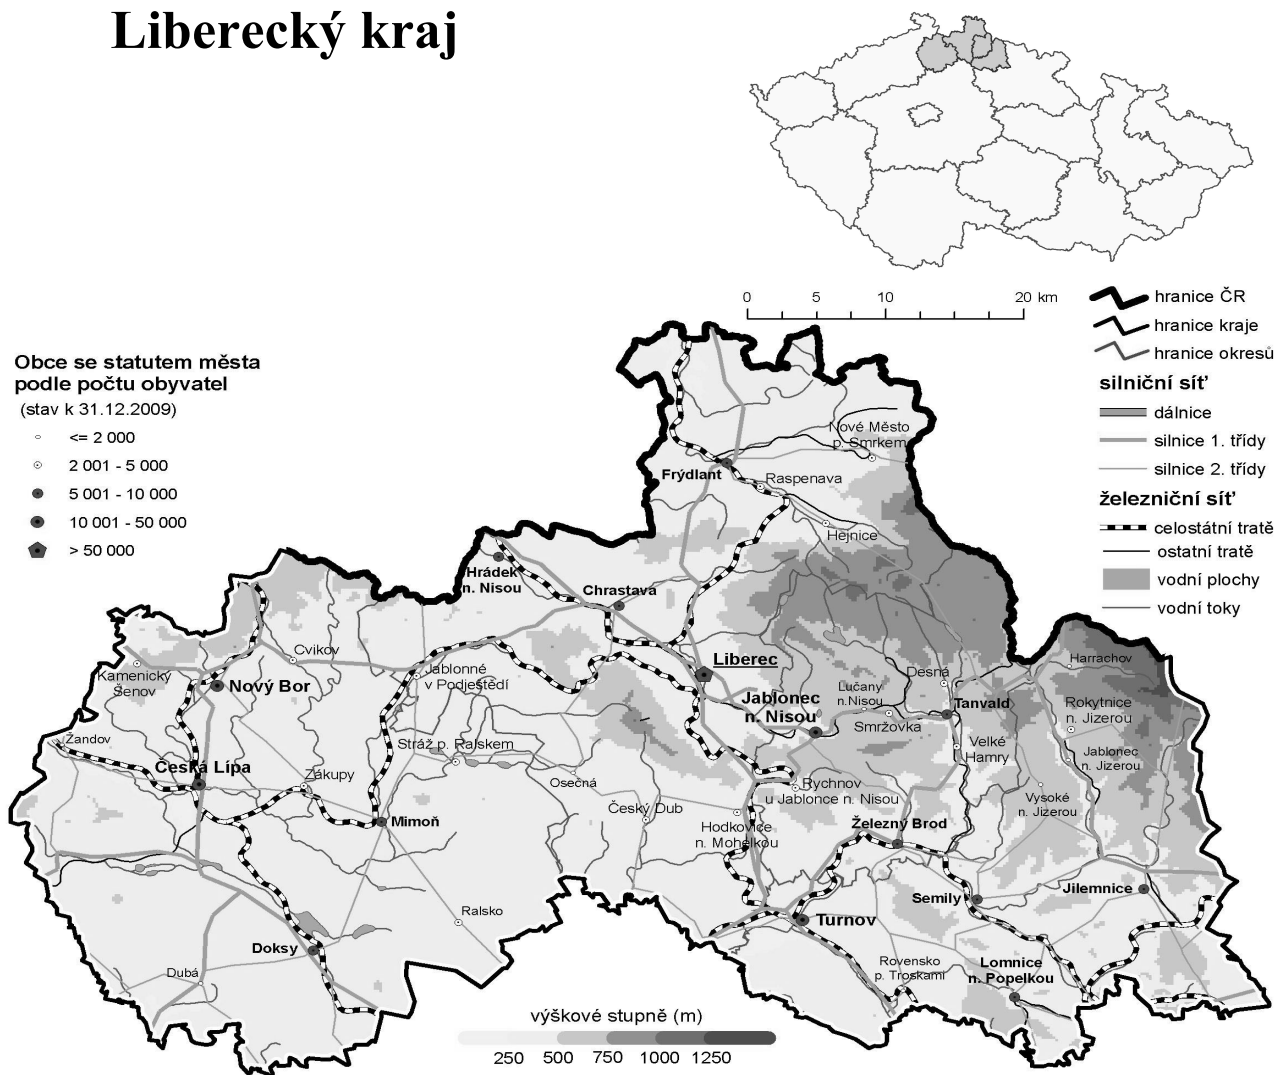 Liberecký kraj
0 5 10 20 km
hranice ČR
hranice kraje
hranice okresů
silniční síť
dálnice
silnice 1. třídy
silnice 2. třídy
železniční síť
celostátní tratě
ostatní tratě
vodní plochy
vodní toky
Obce se statutem města
podle počtu obyvatel
(stav k 31.12.2009)
<= 2 000
2 001 - 5 000
5 001 - 10 000
10 001 - 50 000
> 50 000
Nové Město
p. Smrkem
Frýdlant
Raspenava
Hejnice
Hrádek
n. Nisou
Chrastava
Cvikov
Kamenický
Šenov
Nový Bor
Jablonné
v Podještědí
Liberec
Jablonec
n. Nisou
Lučany
n.Nisou
Desná
Tanvald
Smržovka
Harrachov
Rokytnice
n. Jizerou
Jablonec
n. Jizerou
Velké
Hamry
Vysoké
n. Jizerou
Žandov
Česká Lípa
Zákupy
Stráž p. Ralskem
Osečná
Český Dub
Rychnov
u Jablonce n. Nisou
Mimoň
Hodkovice
n. Mohelkou
Železný Brod
Semily
Jilemnice
Ralsko
Turnov
Doksy
Dubá
Rovensko
p. Troskami
Lomnice
n. Popelkou
výškové stupně (m)
250 500 750 1000 1250